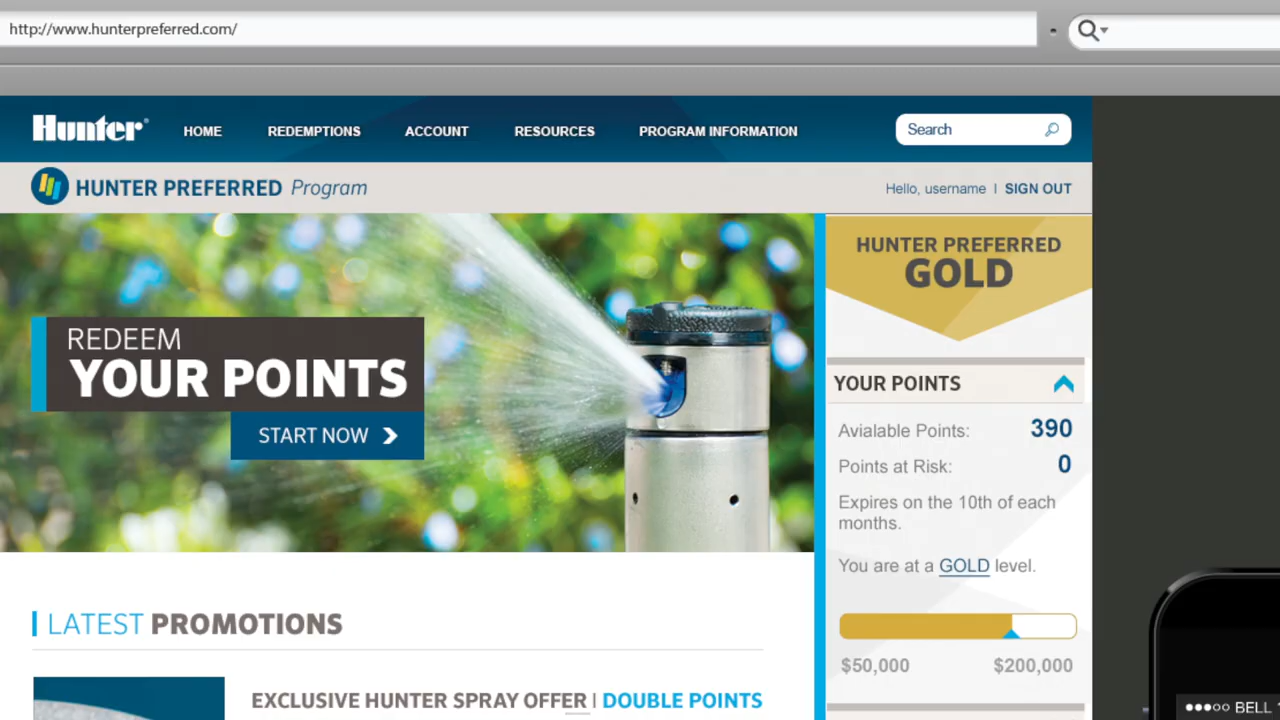 http://www.hunterpreferred.com/
Hunter®
HOME REDEMPTIONS ACCOUNT RESOURCES PROGRAM INFORMATION
Search
HUNTER PREFERRED Program
Hello, username | SIGN OUT
HUNTER PREFERRED
GOLD
REDEEM
YOUR POINTS
START NOW
YOUR POINTS
Avialable Points: 390
Points at Risk: 0
Expires on the 10th of each
months.
You are at a GOLD level.
$50,000 $200,000
LATEST PROMOTIONS
EXCLUSIVE HUNTER SPRAY OFFER | DOUBLE POINTS
BELL